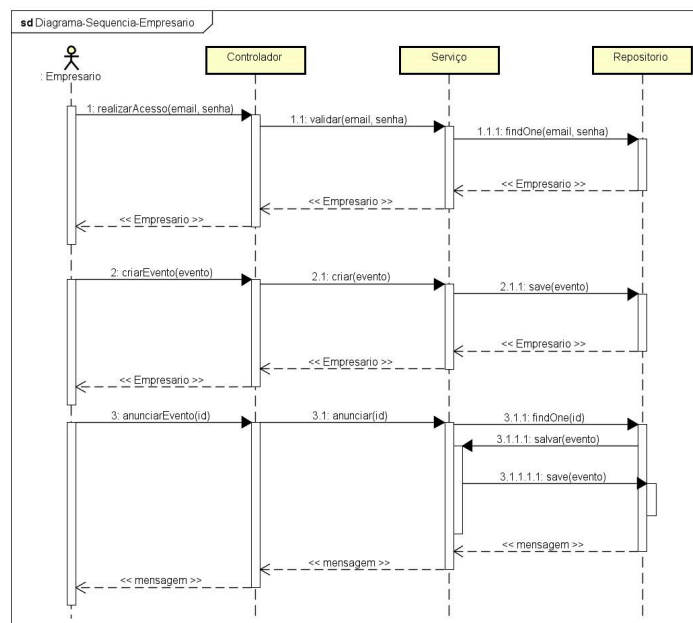 sd Diagrama-Sequencia-Empresario
: Empresario
Controlador
Serviço
Repositorio
1: realizarAcesso(email, senha)
1.1: validar(email, senha)
1.1.1: findOne(email, senha)
<< Empresario >>
<< Empresario >>
<< Empresario >>
2: criarEvento(evento)
2.1: criar(evento)
2.1.1: save(evento)
<< Empresario >>
<< Empresario >>
<< Empresario >>
3: anunciarEvento(id)
3.1: anunciar(id)
3.1.1: findOne(id)
3.1.1.1: salvar(evento)
3.1.1.1.1: save(evento)
<< mensagem >>
<< mensagem >>
<< mensagem >>